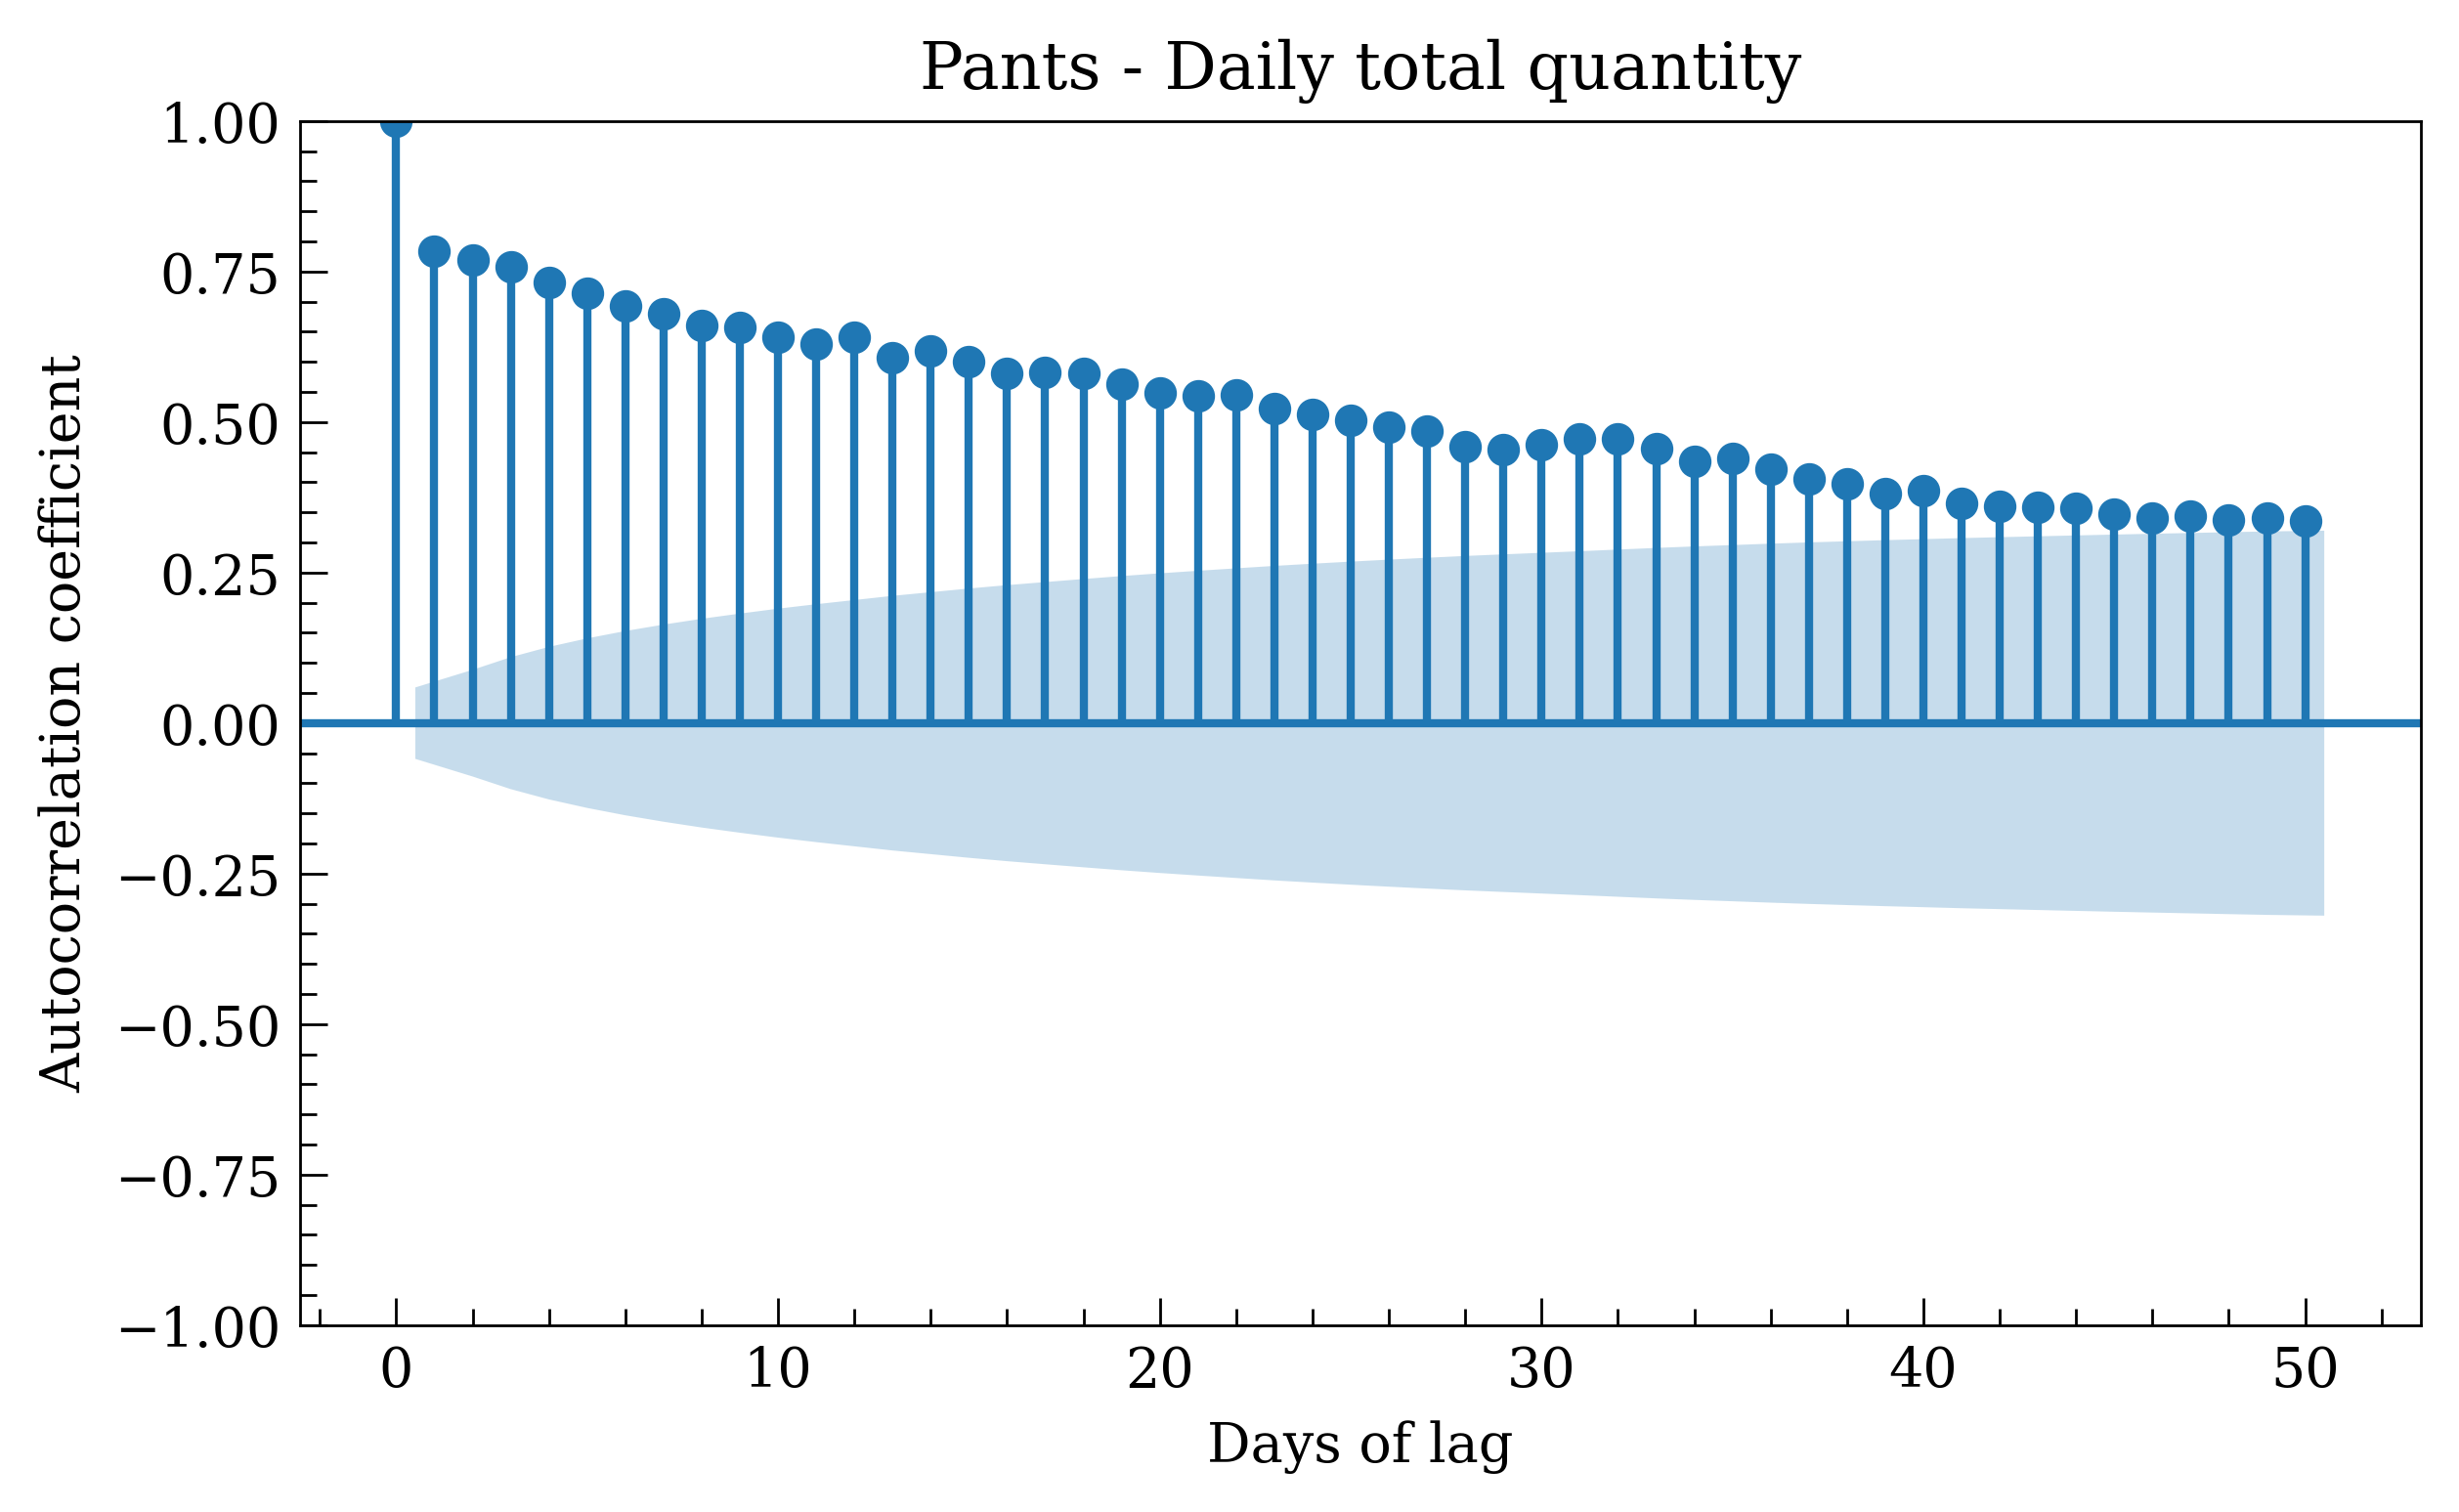 Pants - Daily total quantity
Autocorrelation coefficient
1.00
0.75
0.50
0.25
0.00
−0.25
−0.50
−0.75
−1.00
0 10 20 30 40 50
Days of lag